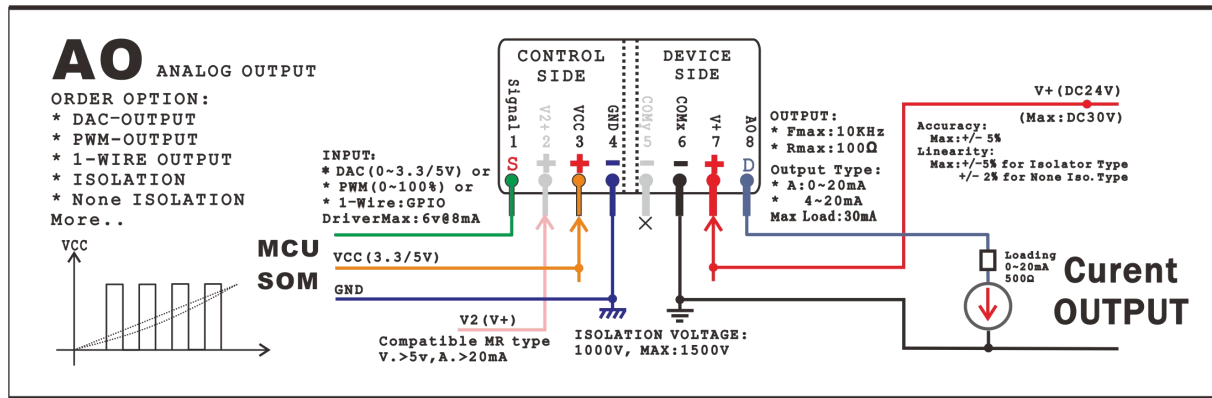 AO ANALOG OUTPUT
ORDER OPTION:
* DAC-OUTPUT
* PWM-OUTPUT
* 1-WIRE OUTPUT
* ISOLATION
* None ISOLATION
More..
VCC
CONTROL
SIDE
DEVICE
SIDE
Signal 1
V2+ 2
VCC 3
GND 4
COMy 5
COMx 6
V+ 7
AO 8
S
D
INPUT:
* DAC(0~3.3/5V) or
* PWM(0~100%) or
* 1-Wire:GPIO
DriverMax:6v@8mA
MCU
SOM
VCC(3.3/5V)
GND
V2(V+)
Compatible MR type
V.>5v,A.>20mA
ISOLATION VOLTAGE:
1000V, MAX:1500V
OUTPUT:
* Fmax:10KHz
* Rmax:100Ω
Output Type:
* A:0~20mA
* 4~20mA
Max Load:30mA
V+(DC24V)
(Max:DC30V)
Accuracy:
Max:+/-5%
Linearity:
Max:+/-5% for Isolator Type
+/-2% for None Iso.Type
Loading
0~20mA
500Ω
Curent
OUTPUT